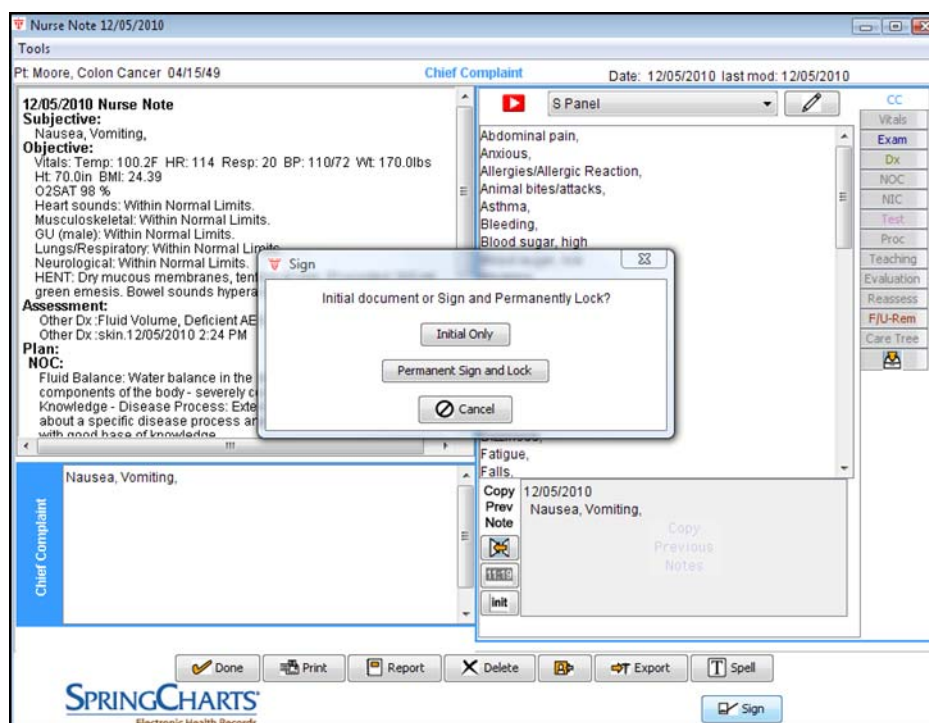 Nurse Note 12/05/2010
Tools
Pt: Moore, Colon Cancer 04/15/49
Chief Complaint
Date: 12/05/2010 last mod: 12/05/2010
12/05/2010 Nurse Note
Subjective:
Nausea, Vomiting,
Objective:
Vitals: Temp: 100.2F HR: 114 Resp: 20 BP: 110/72 Wt: 170.0lbs
Ht: 70.0in BMI: 24.39
O2SAT 98 %
Heart sounds: Within Normal Limits.
Musculoskeletal: Within Normal Limits.
GU (male): Within Normal Limits.
Lungs/Respiratory: Within Normal Limits.
Neurological: Within Normal Limits.
HENT: Dry mucous membranes,
green emesis. Bowel sounds
Assessment:
Other Dx :Fluid Volume, Deficient AE
Other Dx :skin.12/05/2010 2:24 PM
Plan:
NOC:
Fluid Balance: Water balance in the
components of the body - severely
Knowledge - Disease Process: Exte
about a specific disease process
with good base of knowledge
S Panel
Abdominal pain,
Anxious,
Allergies/Allergic Reaction,
Animal bites/attacks,
Asthma,
Bleeding,
Blood sugar, high
Fatigue,
Falls,
CC
Vitals
Exam
Dx
NOC
NIC
Test
Proc
Teaching
Evaluation
Reassess
F/U-Rem
Care Tree
Sign
Initial document or Sign and Permanently Lock?
Initial Only
Permanent Sign and Lock
Cancel
Chief Complaint
Nausea, Vomiting,
Copy
Prev
Note
init
12/05/2010
Nausea, Vomiting,
Copy
Previous
Notes
Done
Print
Report
Delete
Export
Spell
SPRINGCHARTS
Electronic Health Records
Sign